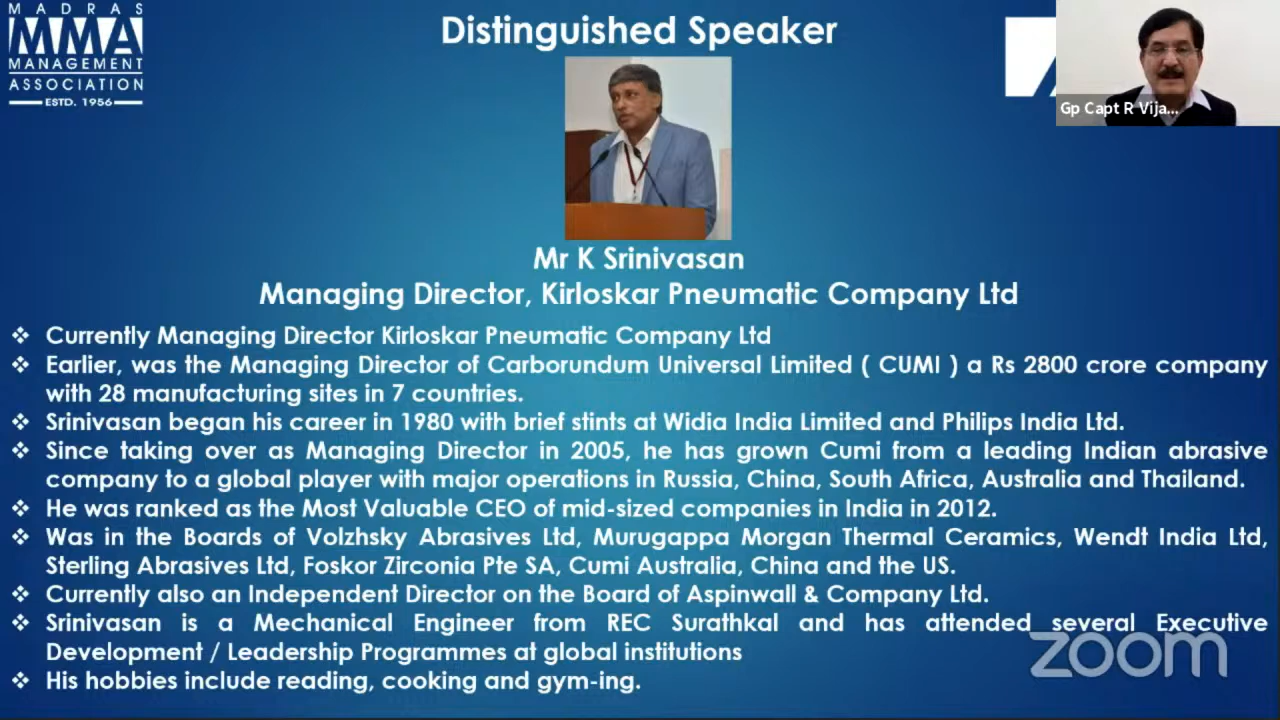 MADRAS
MMA
MANAGEMENT
ASSOCIATION
ESTD. 1956
Distinguished Speaker
Gp Capt R Vija...
Mr K Srinivasan
Managing Director, Kirloskar Pneumatic Company Ltd
❖ Currently Managing Director Kirloskar Pneumatic Company Ltd
❖ Earlier, was the Managing Director of Carborundum Universal Limited ( CUMI ) a Rs 2800 crore company
with 28 manufacturing sites in 7 countries.
❖ Srinivasan began his career in 1980 with brief stints at Widia India Limited and Philips India Ltd.
❖ Since taking over as Managing Director in 2005, he has grown Cumi from a leading Indian abrasive
company to a global player with major operations in Russia, China, South Africa, Australia and Thailand.
❖ He was ranked as the Most Valuable CEO of mid-sized companies in India in 2012.
❖ Was in the Boards of Volzhsky Abrasives Ltd, Murugappa Morgan Thermal Ceramics, Wendt India Ltd,
Sterling Abrasives Ltd, Foskor Zirconia Pte SA, Cumi Australia, China and the US.
❖ Currently also an Independent Director on the Board of Aspinwall & Company Ltd.
❖ Srinivasan is a Mechanical Engineer from REC Surathkal and has attended several Executive
Development / Leadership Programmes at global institutions
❖ His hobbies include reading, cooking and gym-ing.
zoom